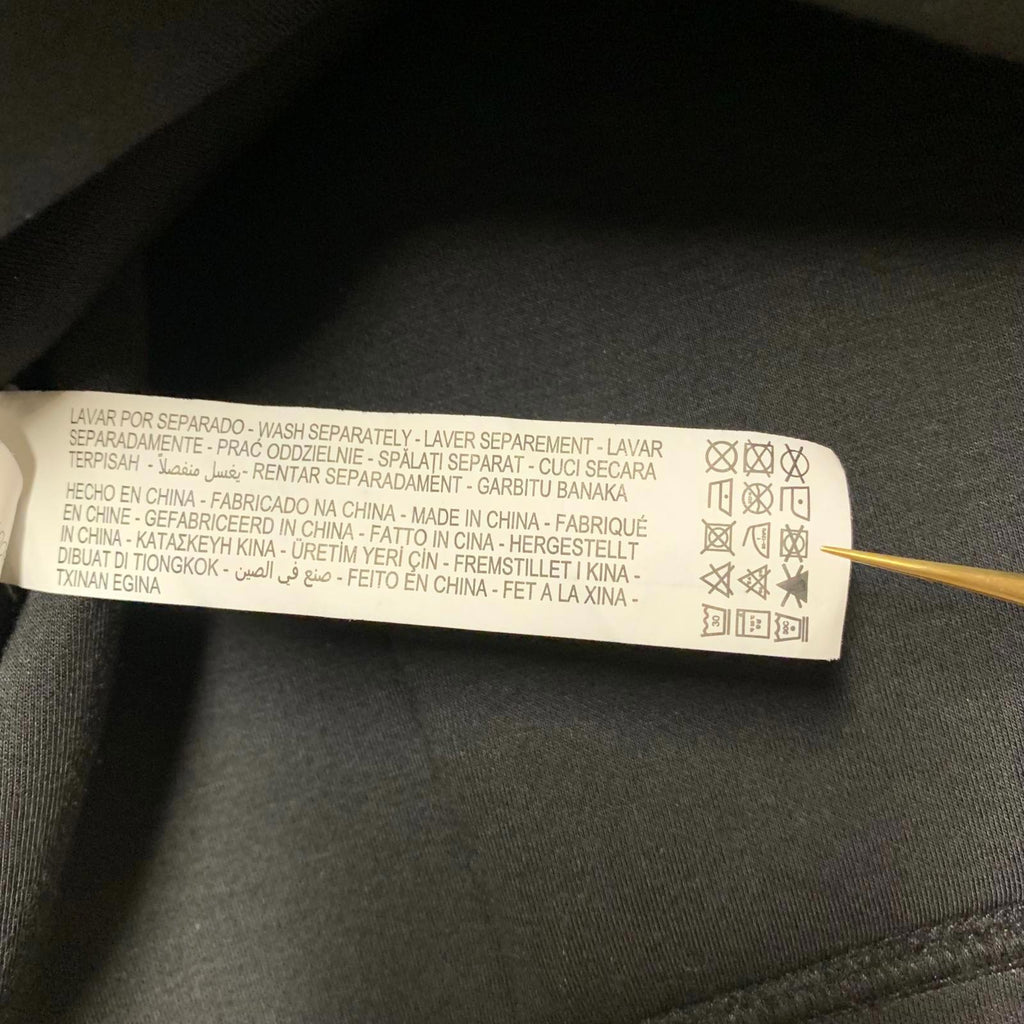 LAVAR POR SEPARADO - WASH SEPARATELY - LAVER SEPAREMENT - LAVAR
SEPARADAMENTE - PRAĆ ODDZIELNIE - SPĂLAŢI SEPARAT - CUCI SECARA
TERPISAH - يغسل منفصلاً - RENTAR SEPARADAMENT - GARBITU BANAKA
HECHO EN CHINA - FABRICADO NA CHINA - MADE IN CHINA - FABRIQUÉ
EN CHINE - GEFABRICEERD IN CHINA - FATTO IN CINA - HERGESTELLT
IN CHINA - ΚΑΤΑΣΚΕΥΗ ΚΙΝΑ - ÜRETİM YERİ ÇİN - FREMSTILLET I KINA -
DIBUAT DI TIONGKOK - صنع في الصين - FEITO EN CHINA - FET A LA XINA -
TXINAN EGINA
30